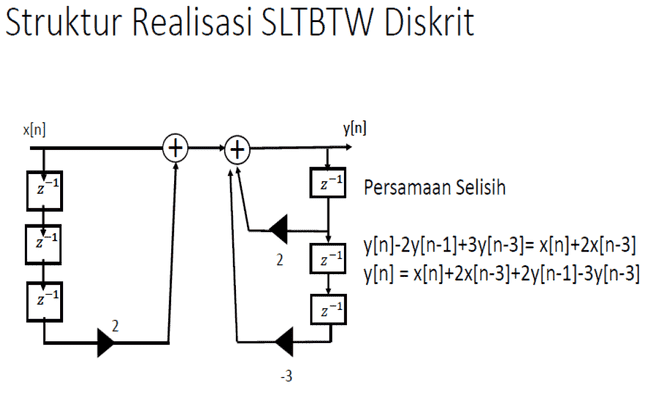 Struktur Realisasi SLTBTW Diskrit
x[n]
y[n]
+
+
z⁻¹
z⁻¹
z⁻¹
2
z⁻¹
2
z⁻¹
z⁻¹
-3
Persamaan Selisih
y[n]-2y[n-1]+3y[n-3]= x[n]+2x[n-3]
y[n] = x[n]+2x[n-3]+2y[n-1]-3y[n-3]